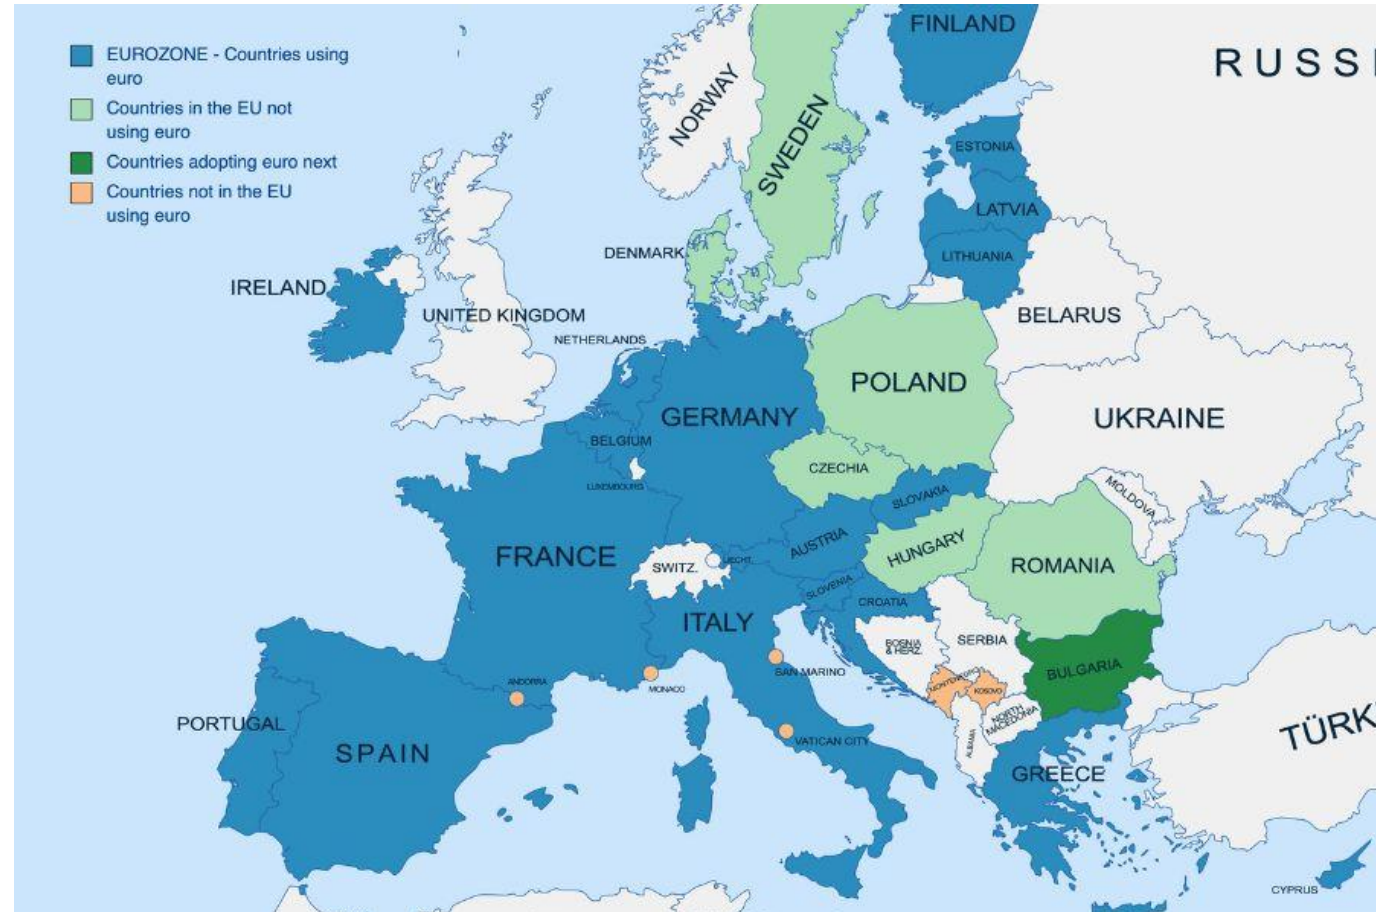 EUROZONE - Countries using
euro
Countries in the EU not
using euro
Countries adopting euro next
Countries not in the EU
using euro
FINLAND
RUSSI
NORWAY
SWEDEN
ESTONIA
LATVIA
LITHUANIA
DENMARK
IRELAND
UNITED KINGDOM
NETHERLANDS
BELARUS
POLAND
GERMANY
UKRAINE
BELGIUM
CZECHIA
LUXEMBOURG
SLOVAKIA
MOLDOVA
AUSTRIA
HUNGARY
FRANCE
SWITZ.
LIECHT.
ROMANIA
SLOVENIA
CROATIA
ITALY
BOSNIA
& HERZ.
SERBIA
SAN MARINO
BULGARIA
ANDORRA
MONACO
KOSOVO
NORTH
MACEDONIA
PORTUGAL
SPAIN
VATICAN CITY
ALBANIA
TÜRK
GREECE
CYPRUS